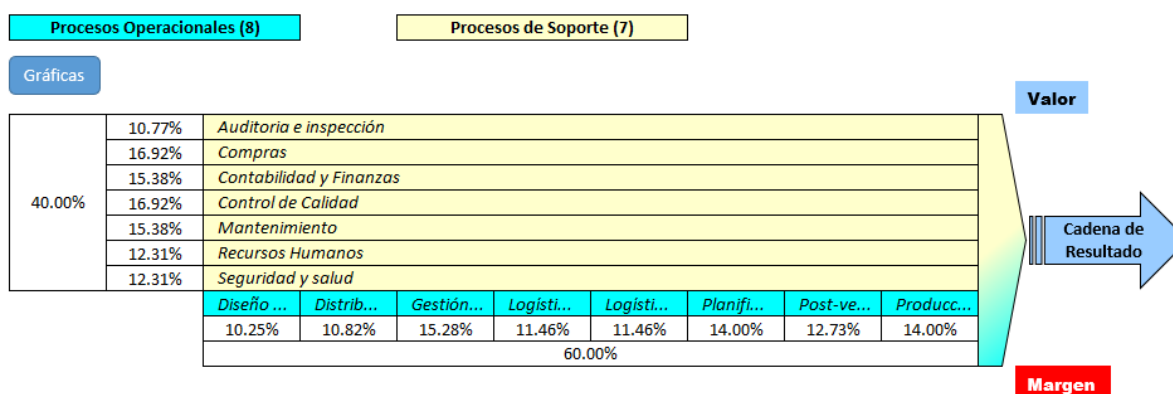 Procesos Operacionales (8) Procesos de Soporte (7)
Gráficas
Valor
10.77% Auditoria e inspección
16.92% Compras
15.38% Contabilidad y Finanzas
40.00% 16.92% Control de Calidad
15.38% Mantenimiento
12.31% Recursos Humanos
12.31% Seguridad y salud
Cadena de
Resultado
Diseño ... Distrib... Gestión... Logísti... Logísti... Planifi... Post-ve... Producc...
10.25% 10.82% 15.28% 11.46% 11.46% 14.00% 12.73% 14.00%
60.00%
Margen